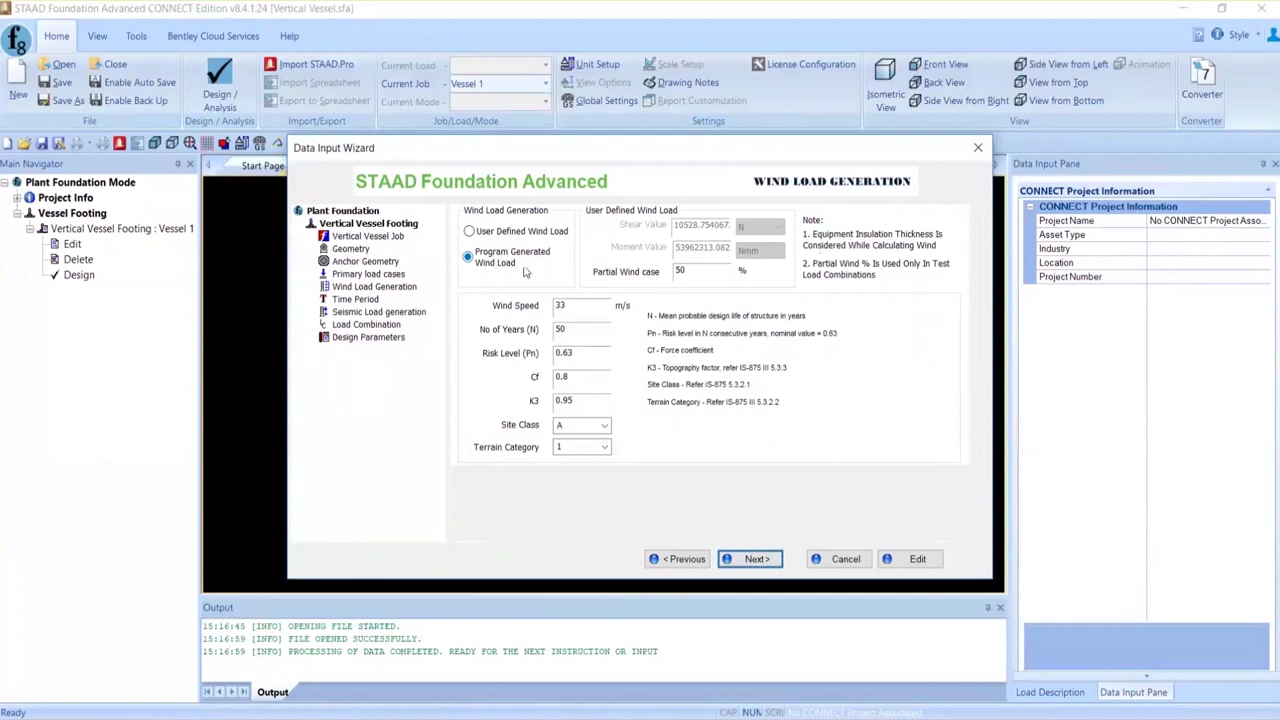 STAAD Foundation Advanced CONNECT Edition v8.4.1.24 [Vertical Vessel.sfa]
Home View Tools Bentley Cloud Services Help Style
New
Open
Save
Save As
Close
Enable Auto Save
Enable Back Up
File
Design / Analysis
Design / Analysis
Import STAAD.Pro
Import Spreadsheet
Export to Spreadsheet
Import/Export
Current Load
Current Job Vessel 1
Current Mode
Job/Load/Mode
Unit Setup
View Options
Global Settings
Scale Setup
Drawing Notes
Report Customization
License Configuration
Settings
Isometric View
Front View
Back View
Side View from Right
Side View from Left
View from Top
View from Bottom
Animation
View
Converter
Converter
Main Navigator
Plant Foundation Mode
Project Info
Vessel Footing
Vertical Vessel Footing : Vessel 1
Edit
Delete
Design
Start Page
Data Input Wizard
STAAD Foundation Advanced WIND LOAD GENERATION
Plant Foundation
Vertical Vessel Footing
Vertical Vessel Job
Geometry
Anchor Geometry
Primary load cases
Wind Load Generation
Time Period
Seismic Load generation
Load Combination
Design Parameters
Wind Load Generation
User Defined Wind Load
Program Generated
Wind Load
User Defined Wind Load
Shear Value 10528.754067. N
Moment Value 53962313.082 Nmm
Partial Wind case 50 %
Note:
1. Equipment Insulation Thickness Is
Considered While Calculating Wind
2. Partial Wind % Is Used Only In Test
Load Combinations
Wind Speed 33 m/s
No of Years (N) 50
Risk Level (Pn) 0.63
Cf 0.8
K3 0.95
Site Class A
Terrain Category 1
N - Mean probable design life of structure in years
Pn - Risk level in N consecutive years, nominal value = 0.63
Cf - Force coefficient
K3 - Topography factor, refer IS-875 III 5.3.3
Site Class - Refer IS-875 5.3.2.1
Terrain Category - Refer IS-875 III 5.3.2.2
< Previous Next> Cancel Edit
Data Input Pane
CONNECT Project Information
CONNECT Project Information
Project Name No CONNECT Project Asso...
Asset Type
Industry
Location
Project Number
Load Description Data Input Pane
Output
15:16:45 [INFO] OPENING FILE STARTED.
15:16:59 [INFO] FILE OPENED SUCCESSFULLY.
15:16:59 [INFO] PROCESSING OF DATA COMPLETED. READY FOR THE NEXT INSTRUCTION OR INPUT
Output
Ready CAP NUM SCRL No CONNECT Project Associated